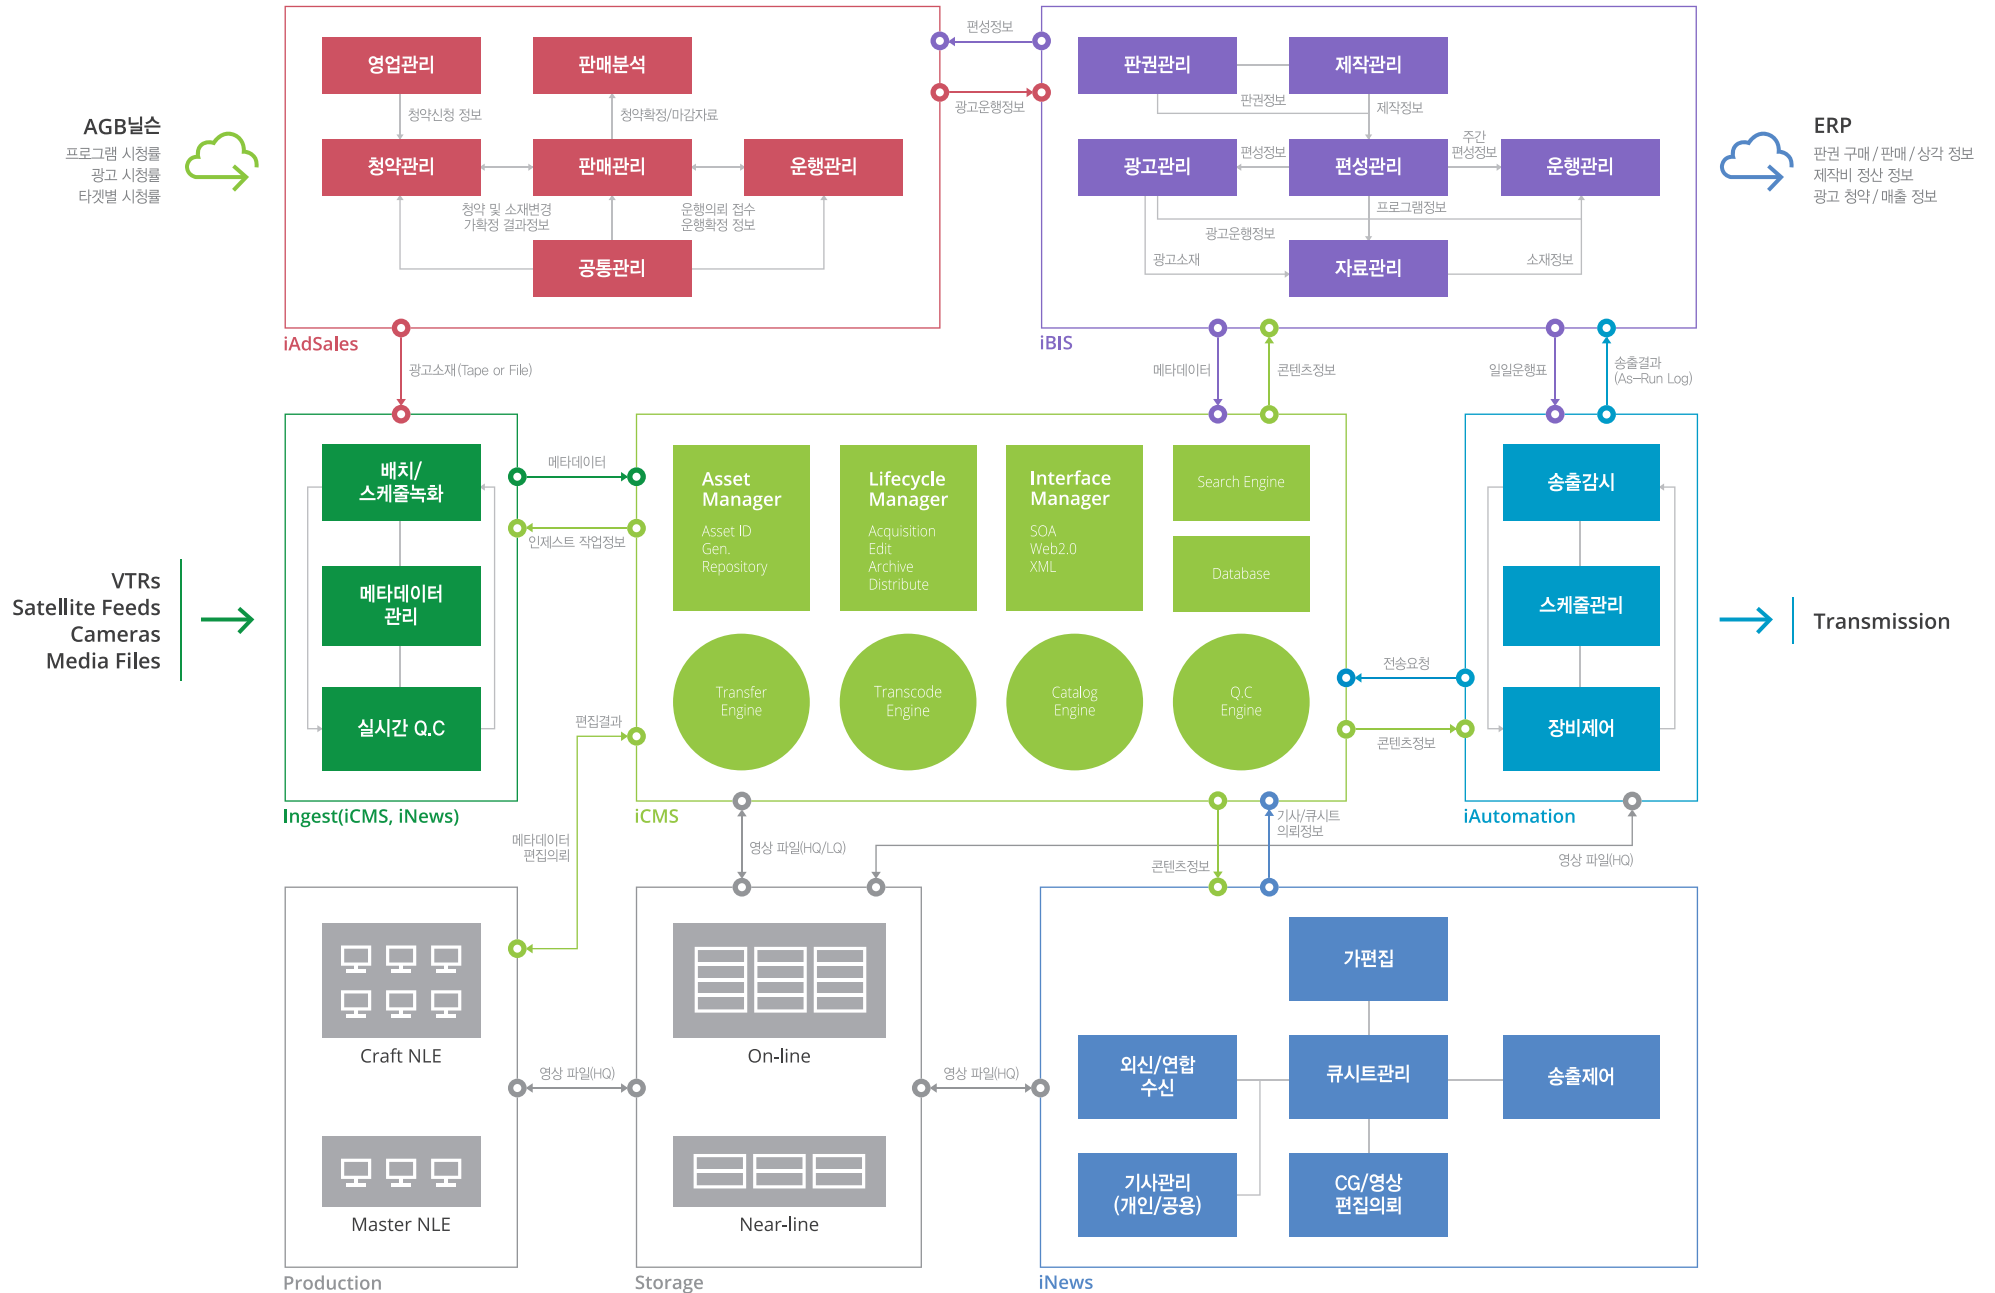 AGB닐슨
프로그램 시청률
광고 시청률
타겟별 시청률
영업관리
판매분석
청약신청 정보
청약확정/마감자료
청약관리
판매관리
운행관리
청약 및 소재변경
가확정 결과정보
운행의뢰 접수
운행확정 정보
공통관리
iAdSales
편성정보
광고운행정보
판권관리
제작관리
판권정보
제작정보
광고관리
편성정보
편성관리
주간
편성정보
운행관리
프로그램정보
광고운행정보
광고소재
자료관리
소재정보
iBIS
ERP
판권 구매 / 판매 / 상각 정보
제작비 정산 정보
광고 청약 / 매출 정보
광고소재(Tape or File)
메타데이터
콘텐츠정보
일일운행표
송출결과
(As-Run Log)
VTRs
Satellite Feeds
Cameras
Media Files
배치/
스케줄녹화
메타데이터
관리
실시간 Q.C
Ingest(iCMS, iNews)
메타데이터
인제스트 작업정보
편집결과
메타데이터
편집의뢰
Asset
Manager
Asset ID
Gen.
Repository
Lifecycle
Manager
Acquisition
Edit
Archive
Distribute
Interface
Manager
SOA
Web2.0
XML
Search Engine
Database
Transfer
Engine
Transcode
Engine
Catalog
Engine
Q.C
Engine
iCMS
전송요청
콘텐츠정보
송출감시
스케줄관리
장비제어
iAutomation
Transmission
영상 파일(HQ/LQ)
콘텐츠정보
기사/큐시트
의뢰정보
영상 파일(HQ)
Craft NLE
Master NLE
Production
영상 파일(HQ)
On-line
Near-line
Storage
영상 파일(HQ)
가편집
외신/연합
수신
큐시트관리
송출제어
기사관리
(개인/공용)
CG/영상
편집의뢰
iNews